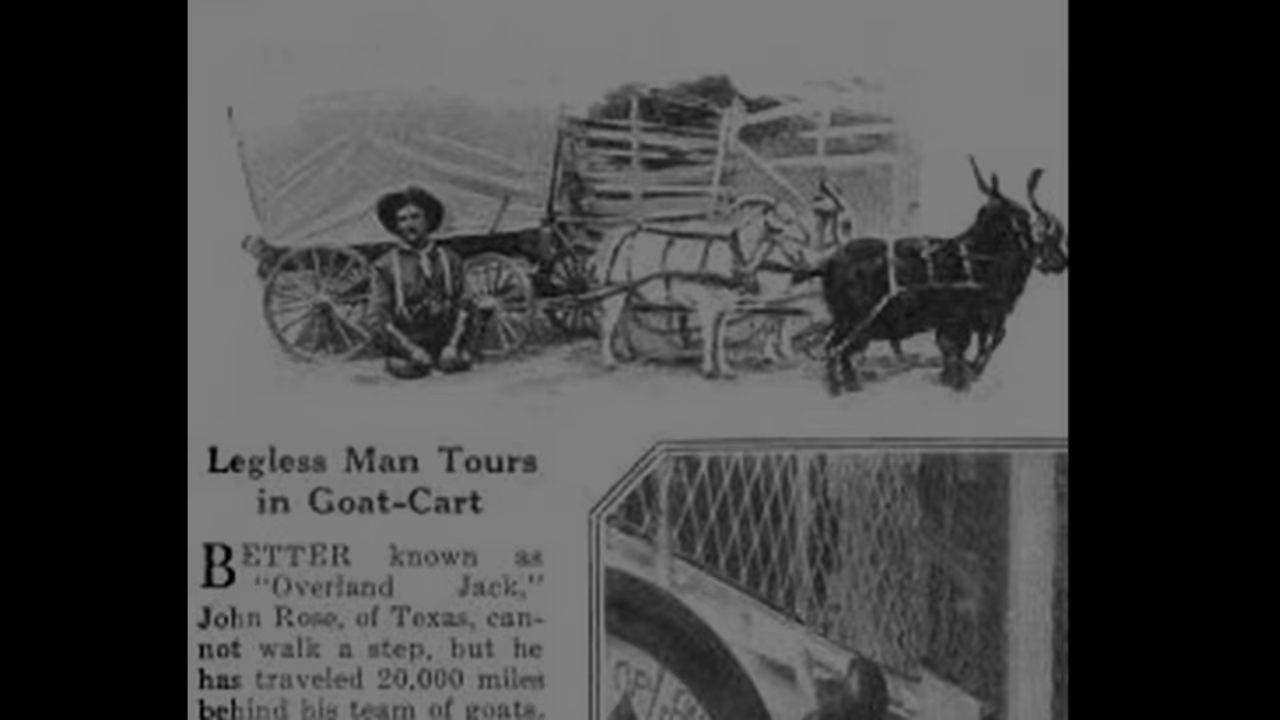 Legless Man Tours
in Goat-Cart
BETTER known as
"Overland Jack,"
John Rose, of Texas, can-
not walk a step, but he
has traveled 20,000 miles
behind his team of goats.